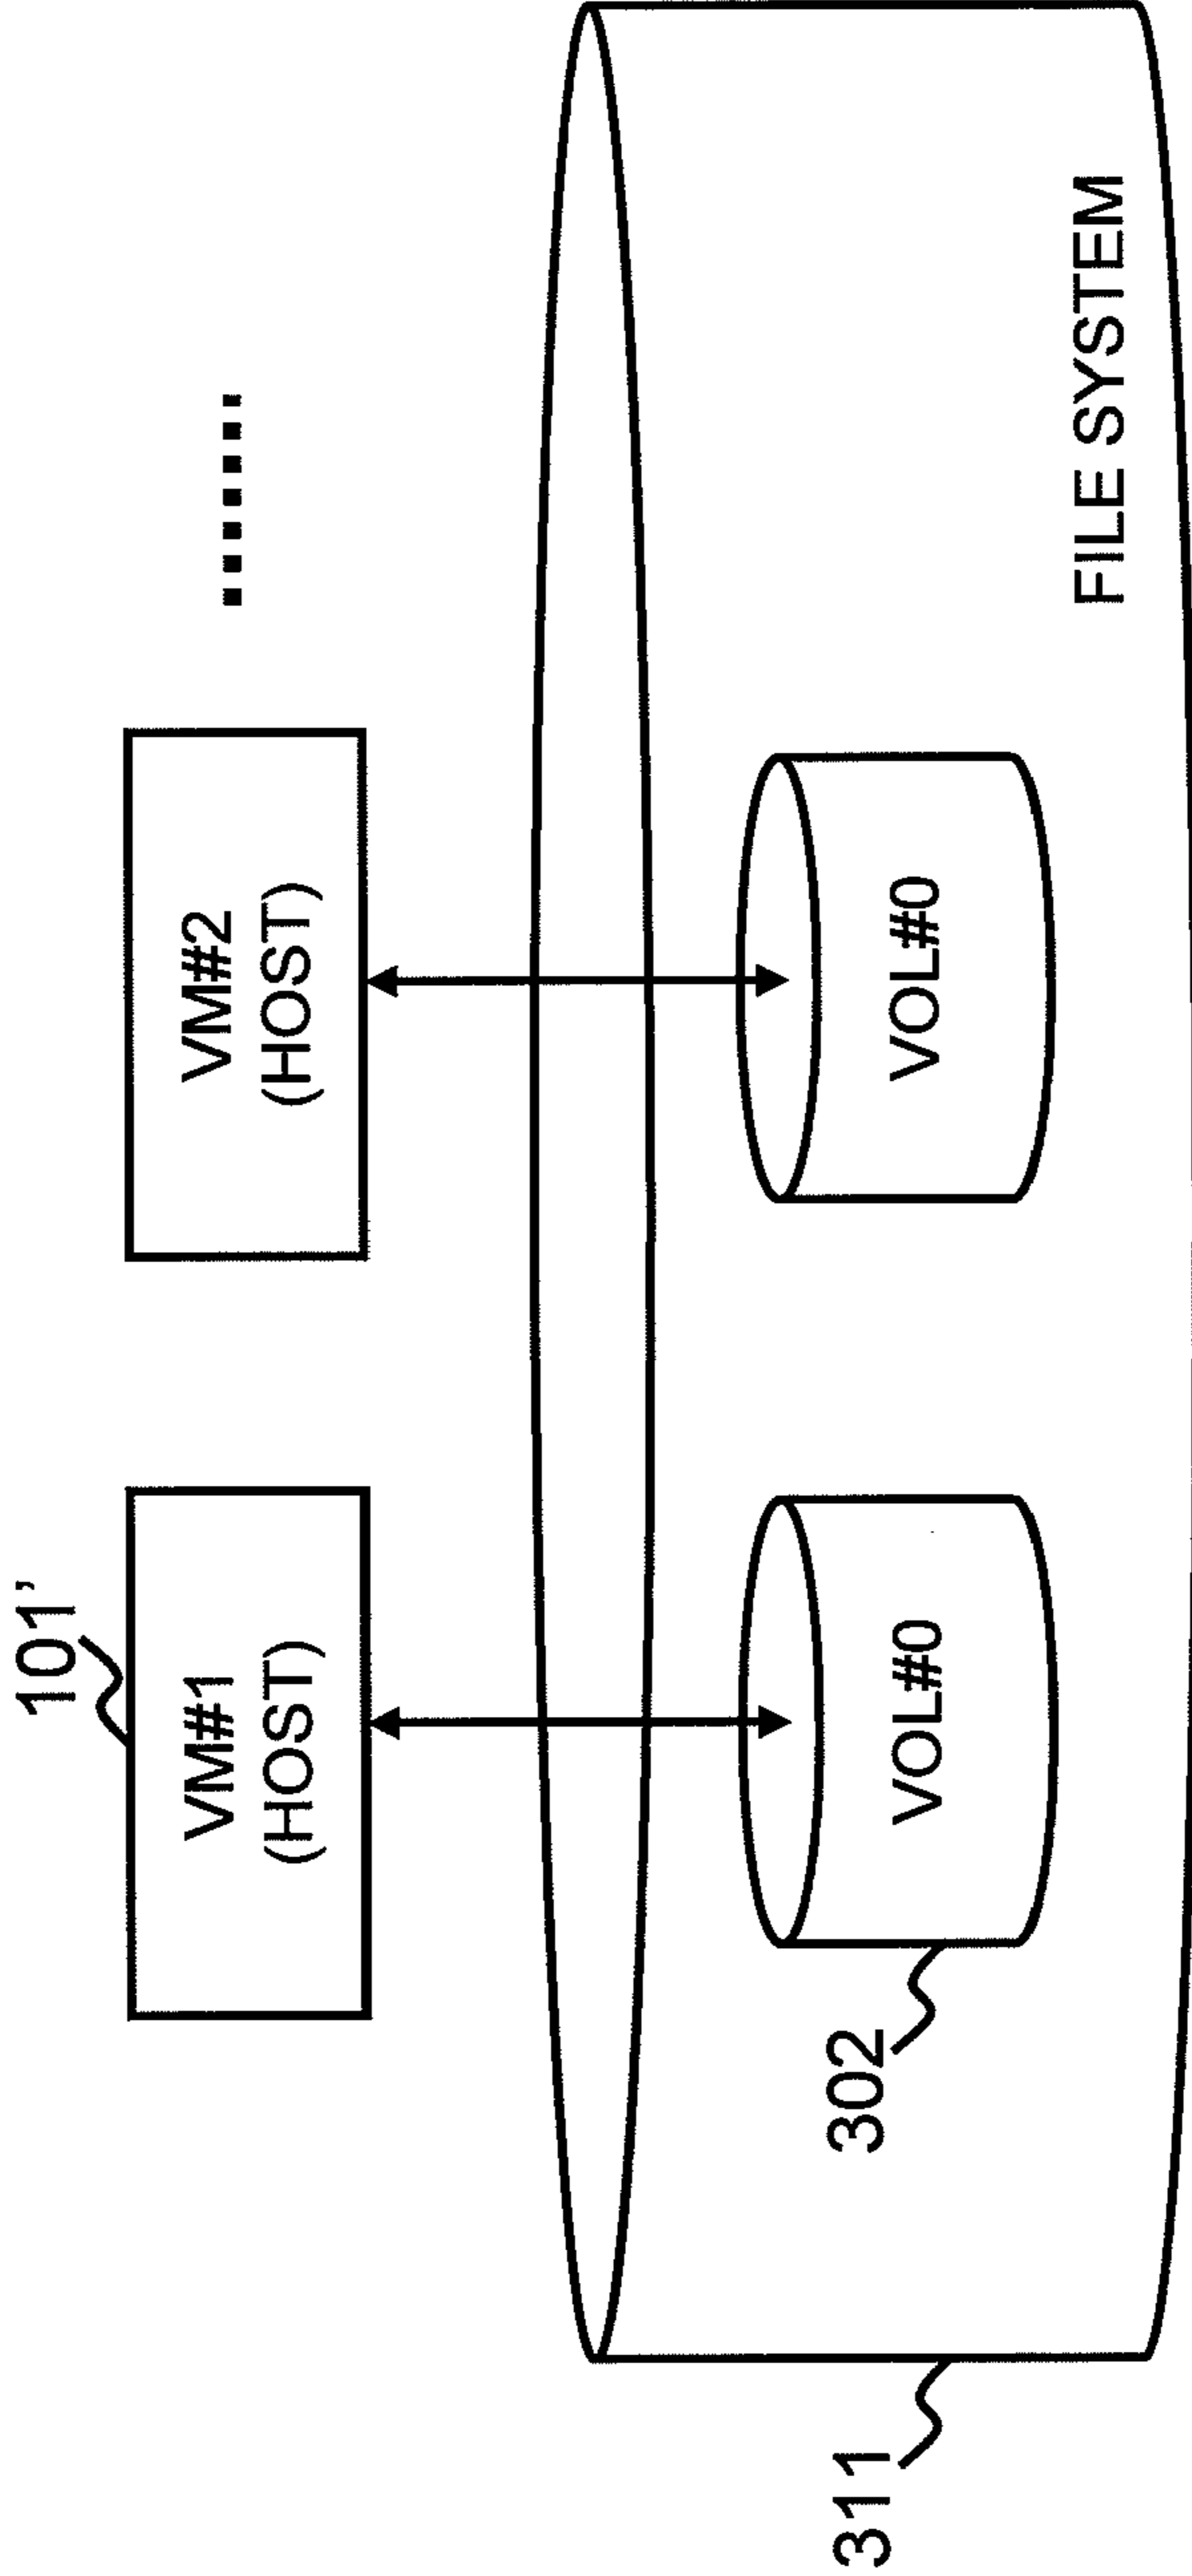 101’
VM#1
(HOST)
VM#2
(HOST)
VOL#0
VOL#0
302
311
FILE SYSTEM